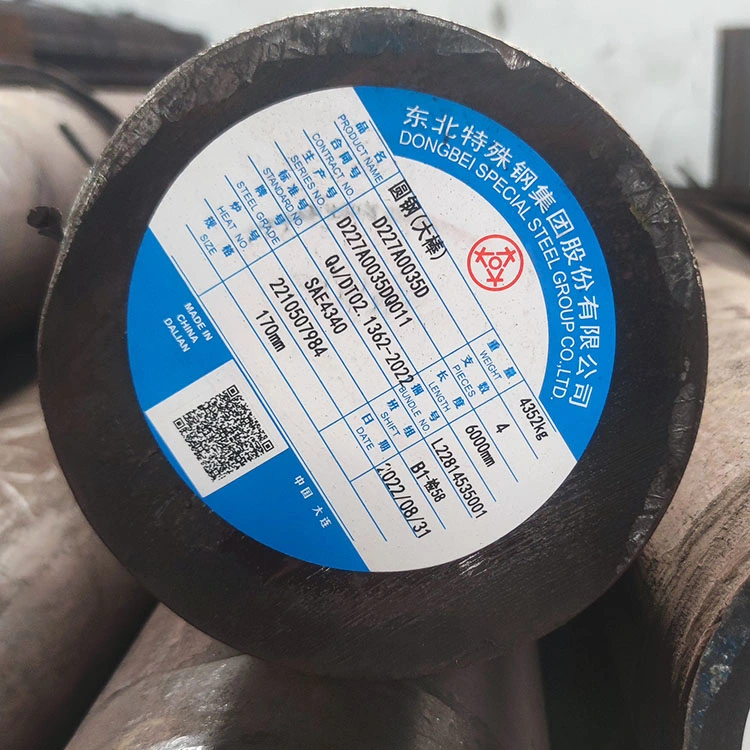 东北特殊钢集团股份有限公司
DONGBEI SPECIAL STEEL GROUP CO.,LTD.
品 名
PRODUCT NAME
圆钢(大棒)
合同号
CONTRACT NO.
D227A0035D
生产号
SERIES NO.
D227A0035DQ011
标准号
STANDARD NO.
QJ/DT02.1362-2022
牌 号
STEEL GRADE
SAE4340
炉 号
HEAT NO.
2210507984
规 格
SIZE
170mm
重 量
WEIGHT
4352kg
支 数
PIECES
4
长 度
LENGTH
6000mm
捆 号
BUNDLE NO.
L22814535001
班 组
SHIFT
B1-检58
日 期
DATE
2022/08/31
MADE IN
CHINA
DALIAN
中国 大连